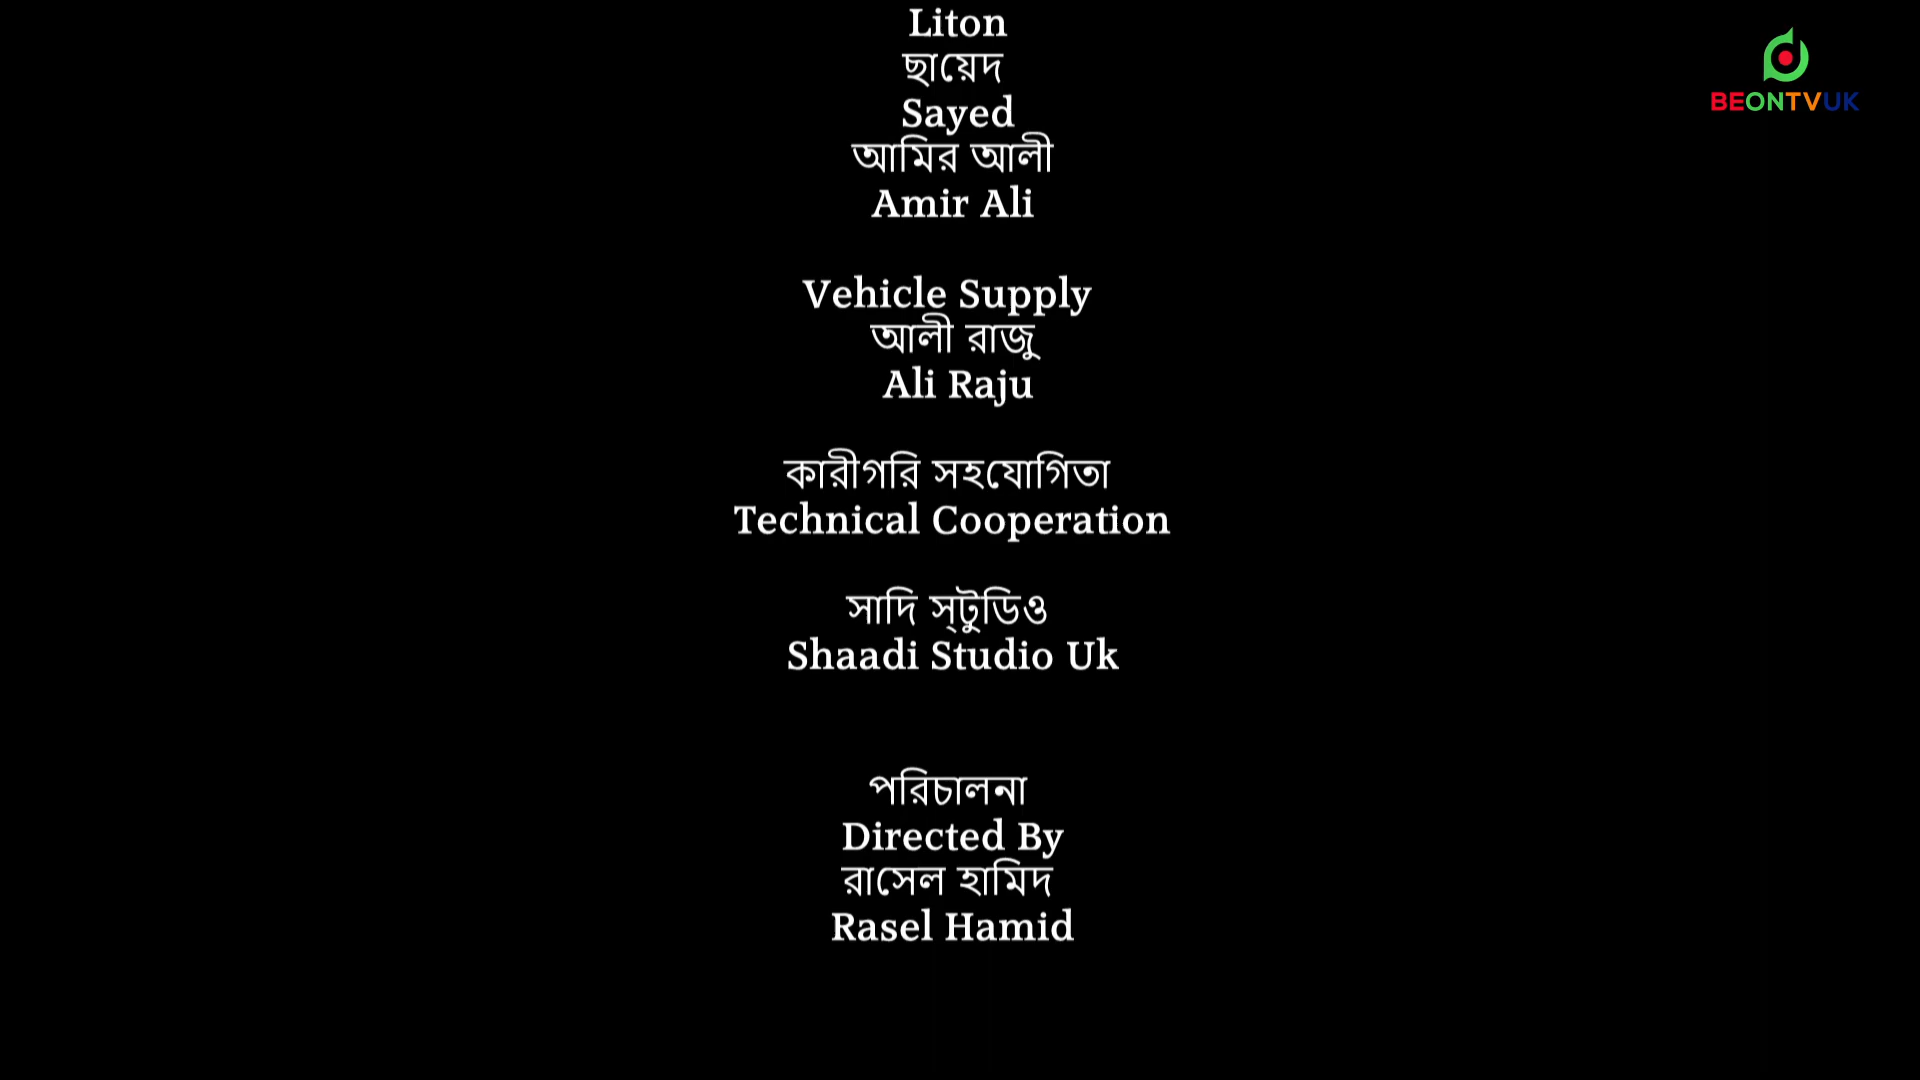 Liton
ছায়েদ
Sayed
আমির আলী
Amir Ali
Vehicle Supply
আলী রাজু
Ali Raju
কারীগরি সহযোগিতা
Technical Cooperation
সাদি স্টুডিও
Shaadi Studio Uk
পরিচালনা
Directed By
রাসেল হামিদ
Rasel Hamid
BEONTVUK